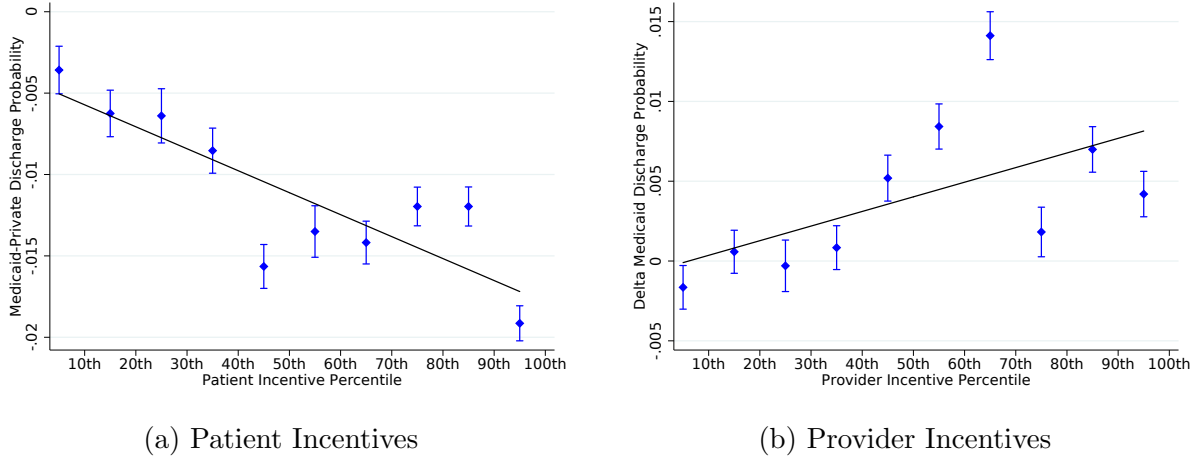 Medicaid-Private Discharge Probability
0
-.005
-.01
-.015
-.02
10th 20th 30th 40th 50th 60th 70th 80th 90th 100th
Patient Incentive Percentile
(a) Patient Incentives
Delta Medicaid Discharge Probability
.015
.01
.005
0
-.005
10th 20th 30th 40th 50th 60th 70th 80th 90th 100th
Provider Incentive Percentile
(b) Provider Incentives